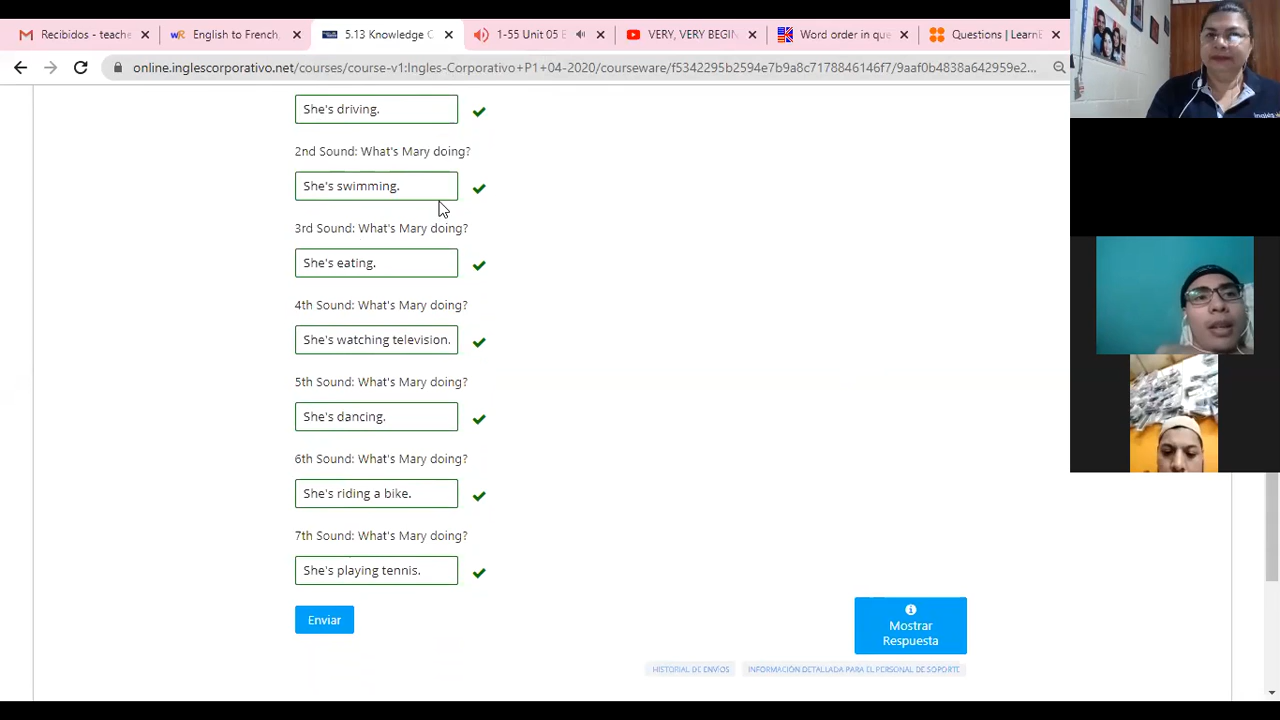 Recibidos - teache
English to French,
5.13 Knowledge C
1-55 Unit 05 E
VERY, VERY BEGIN
Word order in que
Questions | LearnE
online.inglescorporativo.net/courses/course-v1:Ingles-Corporativo+P1+04-2020/courseware/f5342295b2594e7b9a8c7178846146f7/9aaf0b4838a642959e2...
She's driving.
2nd Sound: What's Mary doing?
She's swimming.
3rd Sound: What's Mary doing?
She's eating.
4th Sound: What's Mary doing?
She's watching television.
5th Sound: What's Mary doing?
She's dancing.
6th Sound: What's Mary doing?
She's riding a bike.
7th Sound: What's Mary doing?
She's playing tennis.
Enviar
Mostrar
Respuesta
HISTORIAL DE ENVÍOS
INFORMACIÓN DETALLADA PARA EL PERSONAL DE SOPORTE